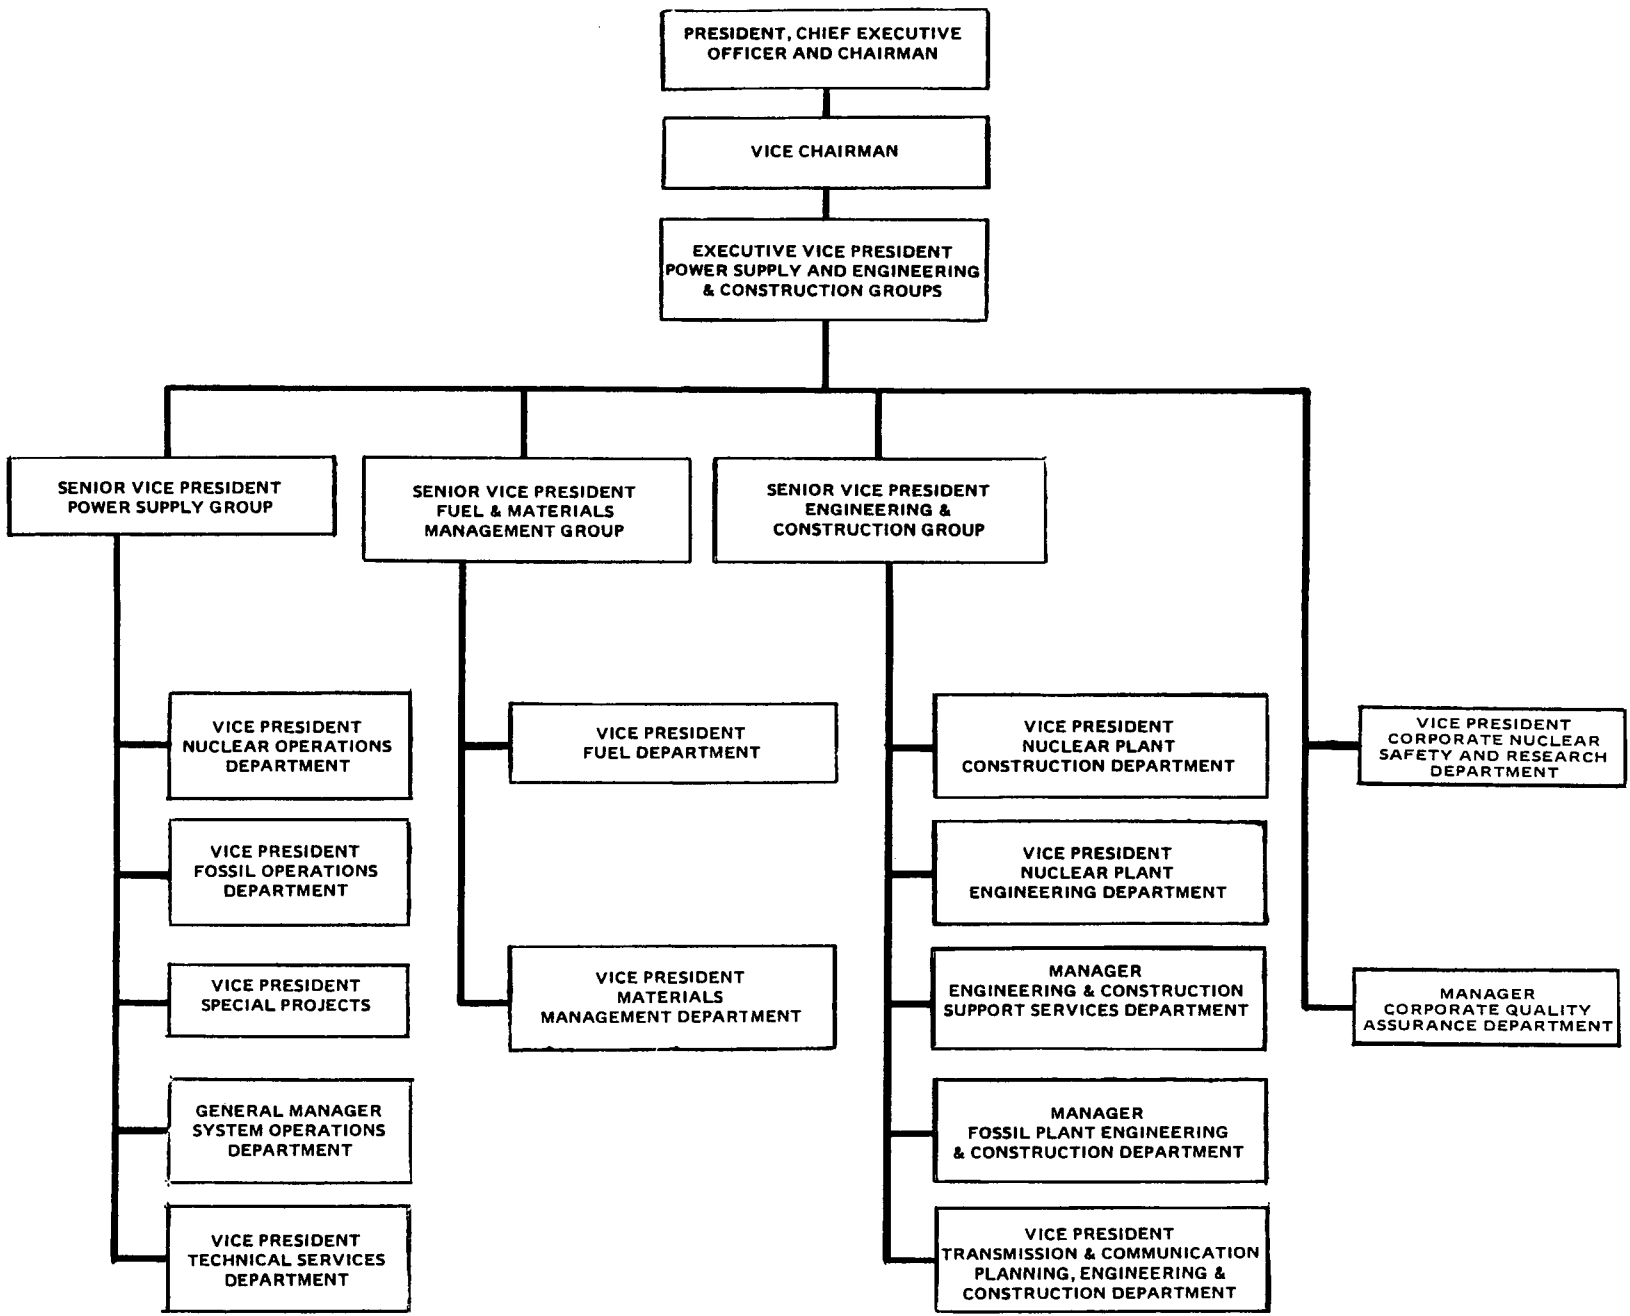 PRESIDENT, CHIEF EXECUTIVE
OFFICER AND CHAIRMAN
VICE CHAIRMAN
EXECUTIVE VICE PRESIDENT
POWER SUPPLY AND ENGINEERING
& CONSTRUCTION GROUPS
SENIOR VICE PRESIDENT
POWER SUPPLY GROUP
SENIOR VICE PRESIDENT
FUEL & MATERIALS
MANAGEMENT GROUP
SENIOR VICE PRESIDENT
ENGINEERING &
CONSTRUCTION GROUP
VICE PRESIDENT
NUCLEAR OPERATIONS
DEPARTMENT
VICE PRESIDENT
FOSSIL OPERATIONS
DEPARTMENT
VICE PRESIDENT
SPECIAL PROJECTS
GENERAL MANAGER
SYSTEM OPERATIONS
DEPARTMENT
VICE PRESIDENT
TECHNICAL SERVICES
DEPARTMENT
VICE PRESIDENT
FUEL DEPARTMENT
VICE PRESIDENT
MATERIALS
MANAGEMENT DEPARTMENT
VICE PRESIDENT
NUCLEAR PLANT
CONSTRUCTION DEPARTMENT
VICE PRESIDENT
NUCLEAR PLANT
ENGINEERING DEPARTMENT
MANAGER
ENGINEERING & CONSTRUCTION
SUPPORT SERVICES DEPARTMENT
MANAGER
FOSSIL PLANT ENGINEERING
& CONSTRUCTION DEPARTMENT
VICE PRESIDENT
TRANSMISSION & COMMUNICATION
PLANNING, ENGINEERING &
CONSTRUCTION DEPARTMENT
VICE PRESIDENT
CORPORATE NUCLEAR
SAFETY AND RESEARCH
DEPARTMENT
MANAGER
CORPORATE QUALITY
ASSURANCE DEPARTMENT